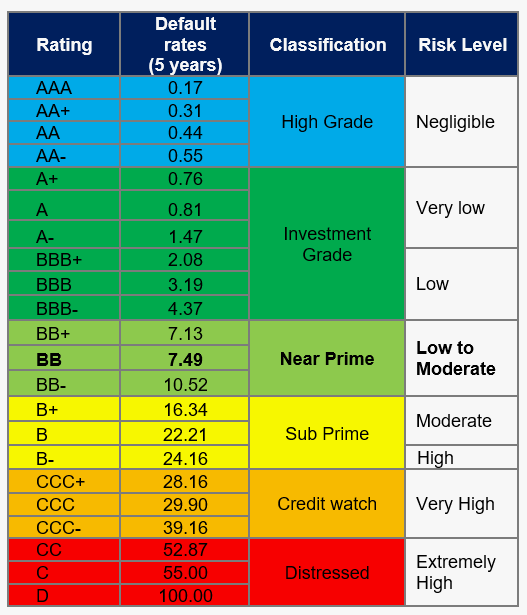 Rating Default rates (5 years) Classification Risk Level
AAA 0.17 High Grade Negligible
AA+ 0.31
AA 0.44
AA- 0.55
A+ 0.76 Investment Grade Very low
A 0.81
A- 1.47
BBB+ 2.08 Low
BBB 3.19
BBB- 4.37
BB+ 7.13 Near Prime Low to Moderate
BB 7.49
BB- 10.52
B+ 16.34 Sub Prime Moderate
B 22.21
B- 24.16 High
CCC+ 28.16 Credit watch Very High
CCC 29.90
CCC- 39.16
CC 52.87 Distressed Extremely High
C 55.00
D 100.00